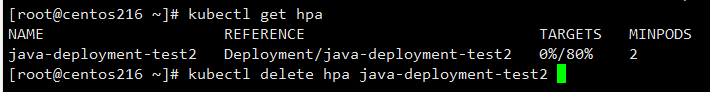 [root@centos216 ~]# kubectl get hpa
NAME REFERENCE TARGETS MINPODS
java-deployment-test2 Deployment/java-deployment-test2 0%/80% 2
[root@centos216 ~]# kubectl delete hpa java-deployment-test2